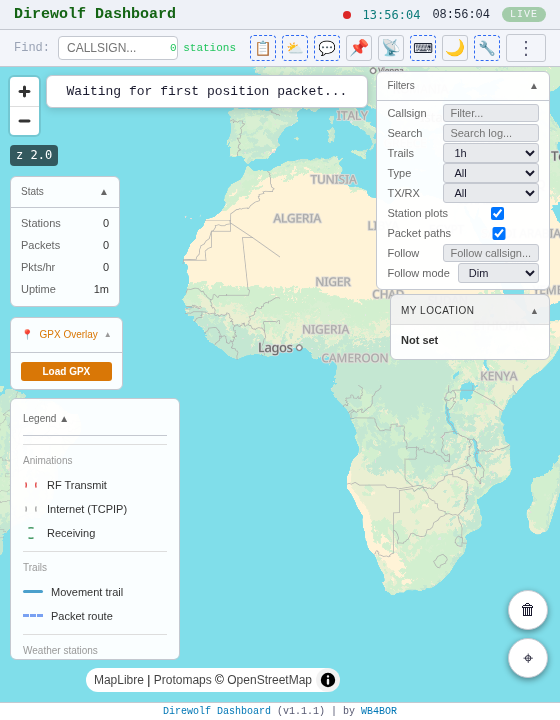 Direwolf Dashboard
13:56:04 08:56:04 LIVE
Find: CALLSIGN... 0 stations
Vienna
Waiting for first position packet...
z 2.0
Filters ▲
Callsign Filter...
Search Search log...
Trails 1h
Type All
TX/RX All
Station plots
Packet paths
Follow Follow callsign...
Follow mode Dim
MY LOCATION ▲
Not set
Stats ▲
Stations 0
Packets 0
Pkts/hr 0
Uptime 1m
GPX Overlay ▲
Load GPX
Legend ▲
Animations
RF Transmit
Internet (TCPIP)
Receiving
Trails
Movement trail
Packet route
Weather stations
ITALY
TUNISIA
ALGERIA
NIGER
CHAD
NIGERIA
Lagos
CAMEROON
KENYA
MapLibre | Protomaps © OpenStreetMap
Direwolf Dashboard (v1.1.1) | by WB4BOR